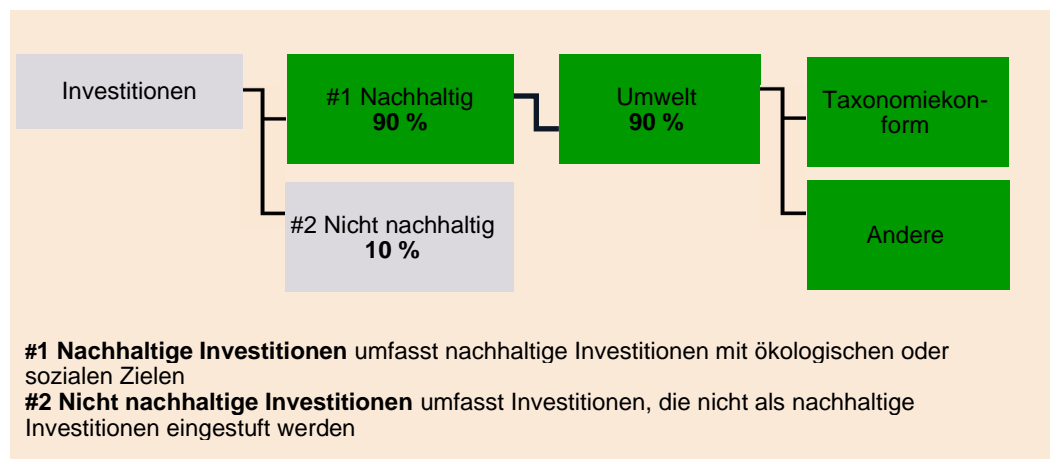 Investitionen
#1 Nachhaltig
90 %
Umwelt
90 %
Taxonomiekon-
form
#2 Nicht nachhaltig
10 %
Andere
#1 Nachhaltige Investitionen umfasst nachhaltige Investitionen mit ökologischen oder
sozialen Zielen
#2 Nicht nachhaltige Investitionen umfasst Investitionen, die nicht als nachhaltige
Investitionen eingestuft werden